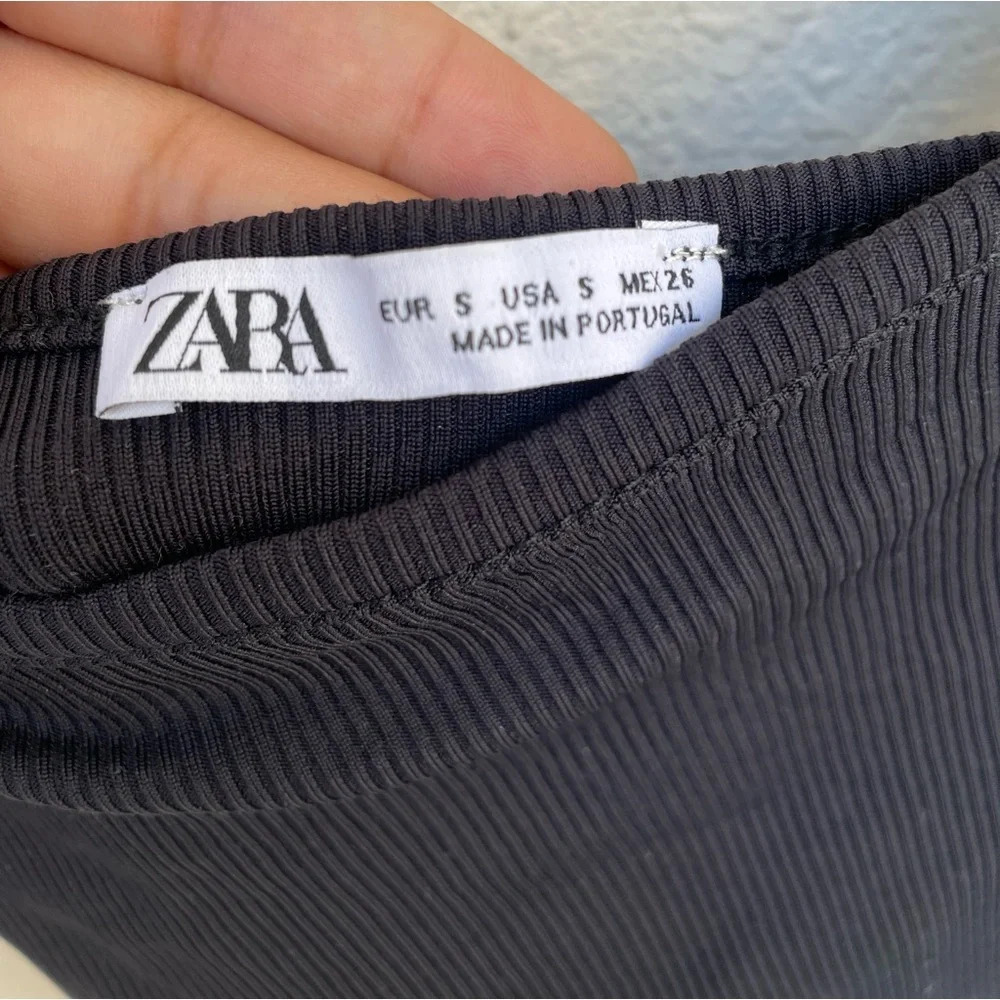 ZARA
EUR S USA S MEX 26
MADE IN PORTUGAL